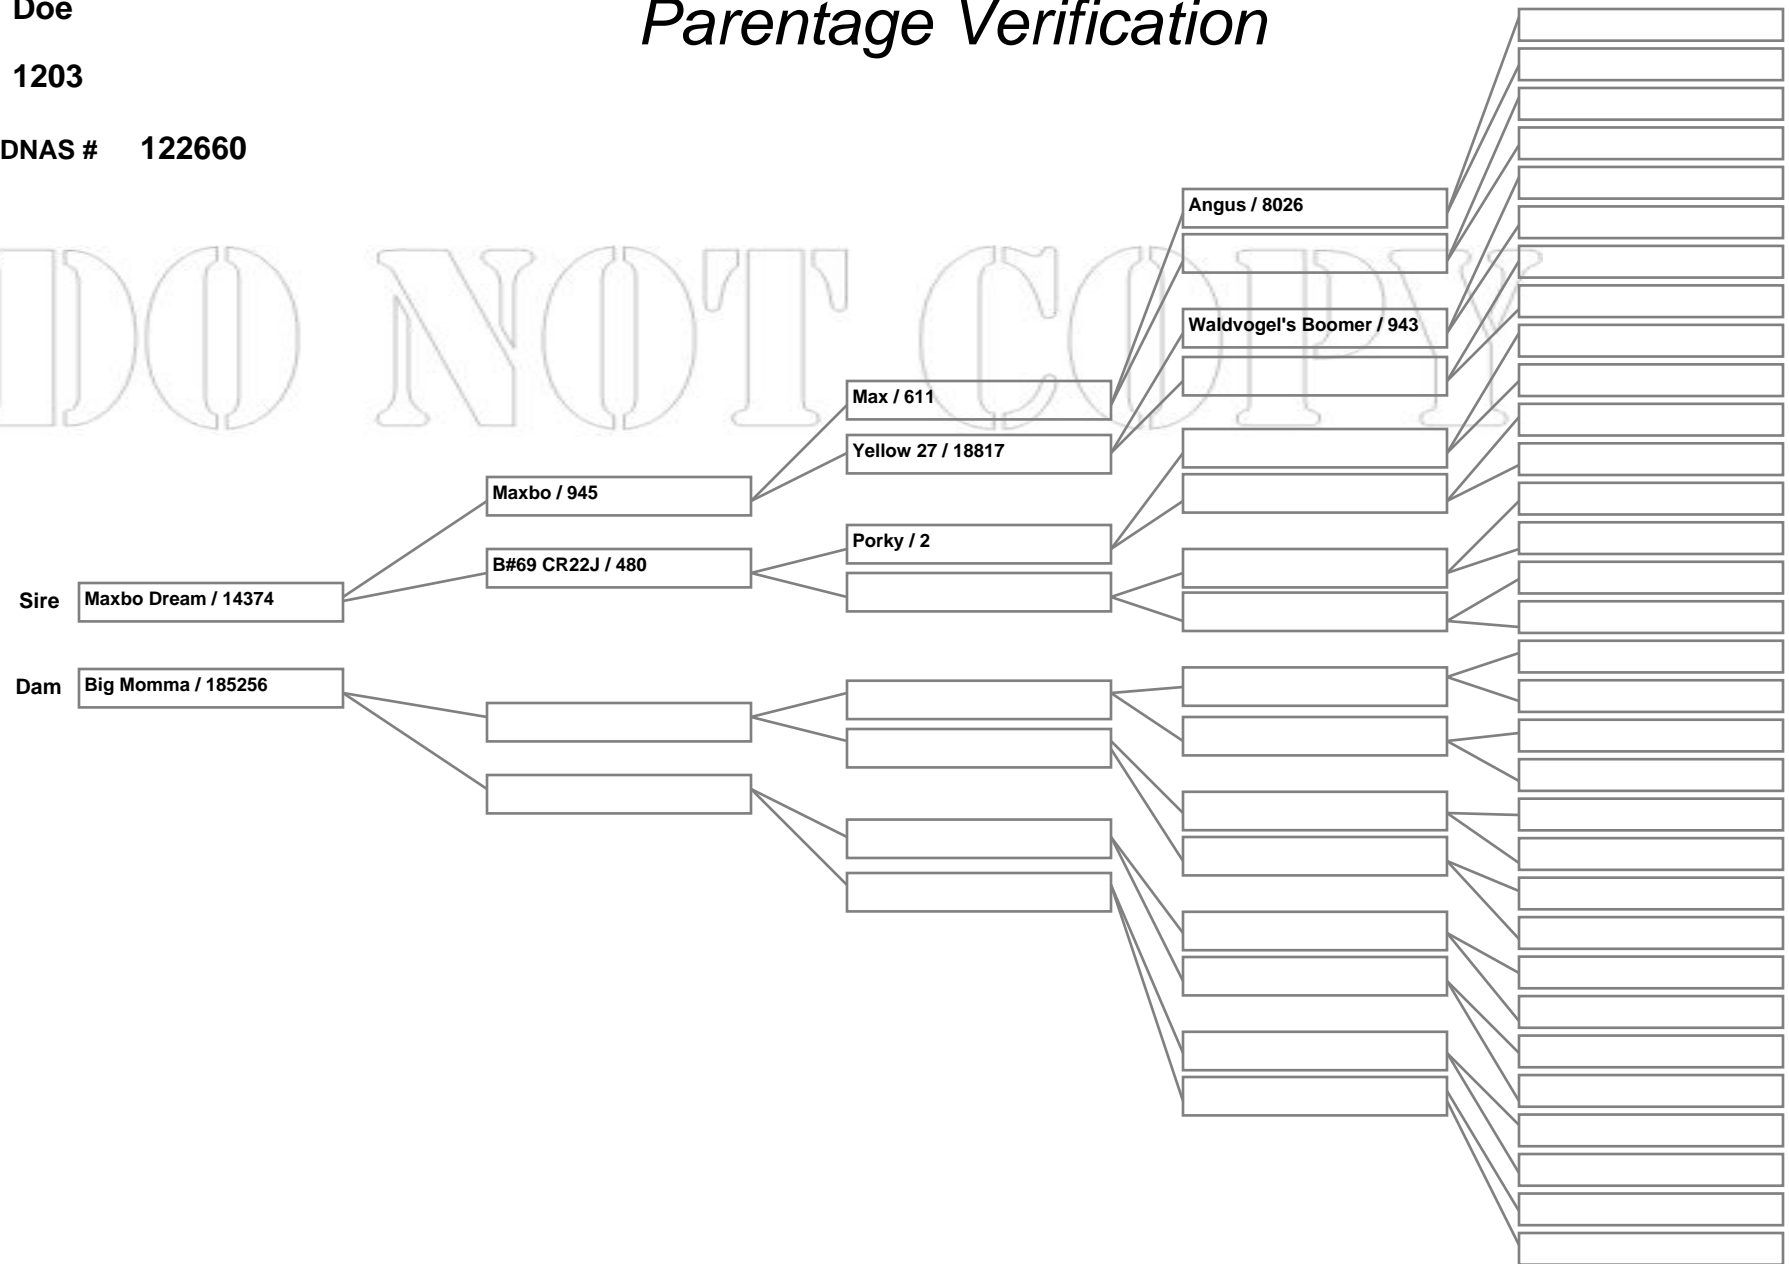 Doe
Parentage Verification
1203
DNAS # 122660
DO NOT COPY
Angus / 8026
Waldvogel's Boomer / 943
Max / 611
Yellow 27 / 18817
Maxbo / 945
Porky / 2
B#69 CR22J / 480
Sire Maxbo Dream / 14374
Dam Big Momma / 185256